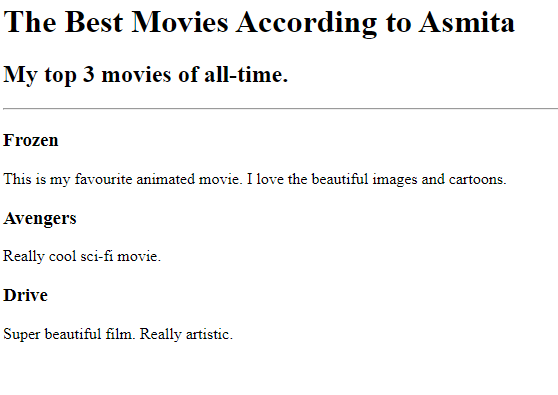 The Best Movies According to Asmita
My top 3 movies of all-time.
Frozen
This is my favourite animated movie. I love the beautiful images and cartoons.
Avengers
Really cool sci-fi movie.
Drive
Super beautiful film. Really artistic.